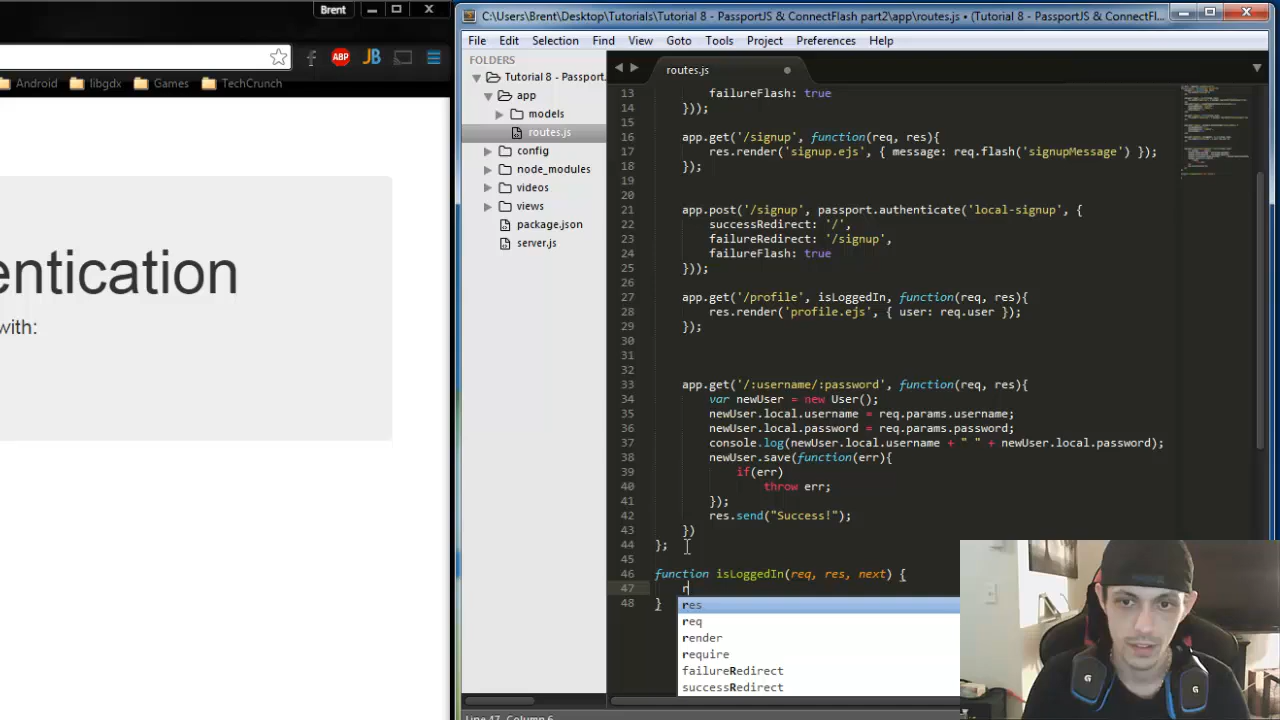 Brent
C:\Users\Brent\Desktop\Tutorials\Tutorial 8 - PassportJS & ConnectFlash part2\app\routes.js • (Tutorial 8 - PassportJS & ConnectFl...
File Edit Selection Find View Goto Tools Project Preferences Help
ABP JB
Android libgdx Games TechCrunch
FOLDERS
Tutorial 8 - Passport.
app
models
routes.js
config
node_modules
videos
views
package.json
server.js
entication
with:
routes.js
13 failureFlash: true
14 }));
15
16 app.get('/signup', function(req, res){
17 res.render('signup.ejs', { message: req.flash('signupMessage') });
18 });
19
20
21 app.post('/signup', passport.authenticate('local-signup', {
22 successRedirect: '/',
23 failureRedirect: '/signup',
24 failureFlash: true
25 }));
26
27 app.get('/profile', isLoggedIn, function(req, res){
28 res.render('profile.ejs', { user: req.user });
29 });
30
31
32
33 app.get('/:username/:password', function(req, res){
34 var newUser = new User();
35 newUser.local.username = req.params.username;
36 newUser.local.password = req.params.password;
37 console.log(newUser.local.username + " " + newUser.local.password);
38 newUser.save(function(err){
39 if(err)
40 throw err;
41 });
42 res.send("Success!");
43 })
44 };
45
46 function isLoggedIn(req, res, next) {
47 r
48 }
res
req
render
require
failureRedirect
successRedirect
G G